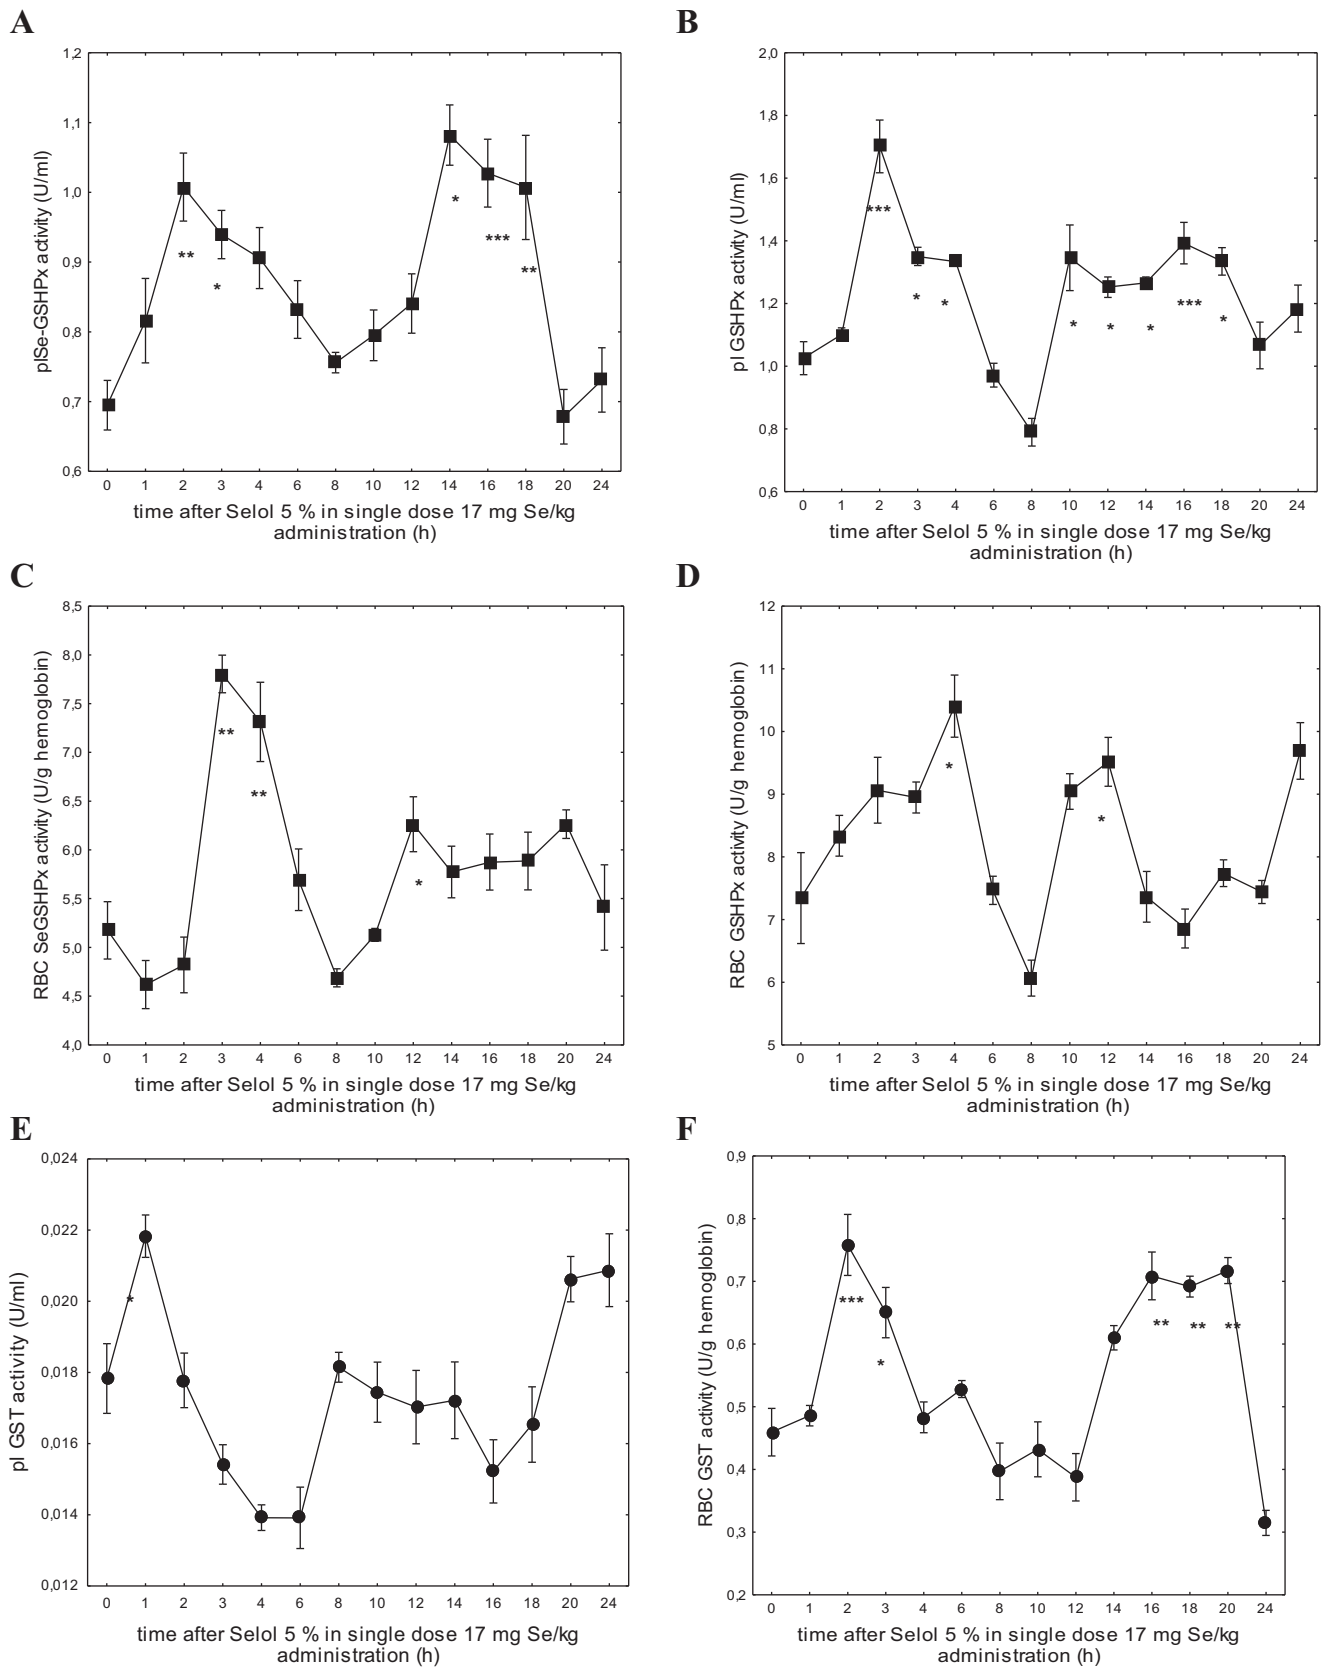 A
plSe-GSHPx activity (U/ml)
1,2
1,1
1,0
0,9
0,8
0,7
0,6
*
***
**
**
*
0 1 2 3 4 6 8 10 12 14 16 18 20 24
time after Selol 5 % in single dose 17 mg Se/kg
administration (h)
B
pl GSHPx activity (U/ml)
2,0
1,8
1,6
1,4
1,2
1,0
0,8
0,6
***
* * * * * *** *
0 1 2 3 4 6 8 10 12 14 16 18 20 24
time after Selol 5 % in single dose 17 mg Se/kg
administration (h)
C
RBC SeGSHPx activity (U/g hemoglobin)
8,5
8,0
7,5
7,0
6,5
6,0
5,5
5,0
4,5
4,0
**
**
*
0 1 2 3 4 6 8 10 12 14 16 18 20 24
time after Selol 5 % in single dose 17 mg Se/kg
administration (h)
D
RBC GSHPx activity (U/g hemoglobin)
12
11
10
9
8
7
6
5
*
*
0 1 2 3 4 6 8 10 12 14 16 18 20 24
time after Selol 5 % in single dose 17 mg Se/kg
administration (h)
E
pl GST activity (U/ml)
0,024
0,022
0,020
0,018
0,016
0,014
0,012
*
0 1 2 3 4 6 8 10 12 14 16 18 20 24
time after Selol 5 % in single dose 17 mg Se/kg
administration (h)
F
RBC GST activity (U/g hemoglobin)
0,9
0,8
0,7
0,6
0,5
0,4
0,3
0,2
***
** ** **
*
0 1 2 3 4 6 8 10 12 14 16 18 20 24
time after Selol 5 % in single dose 17 mg Se/kg
administration (h)